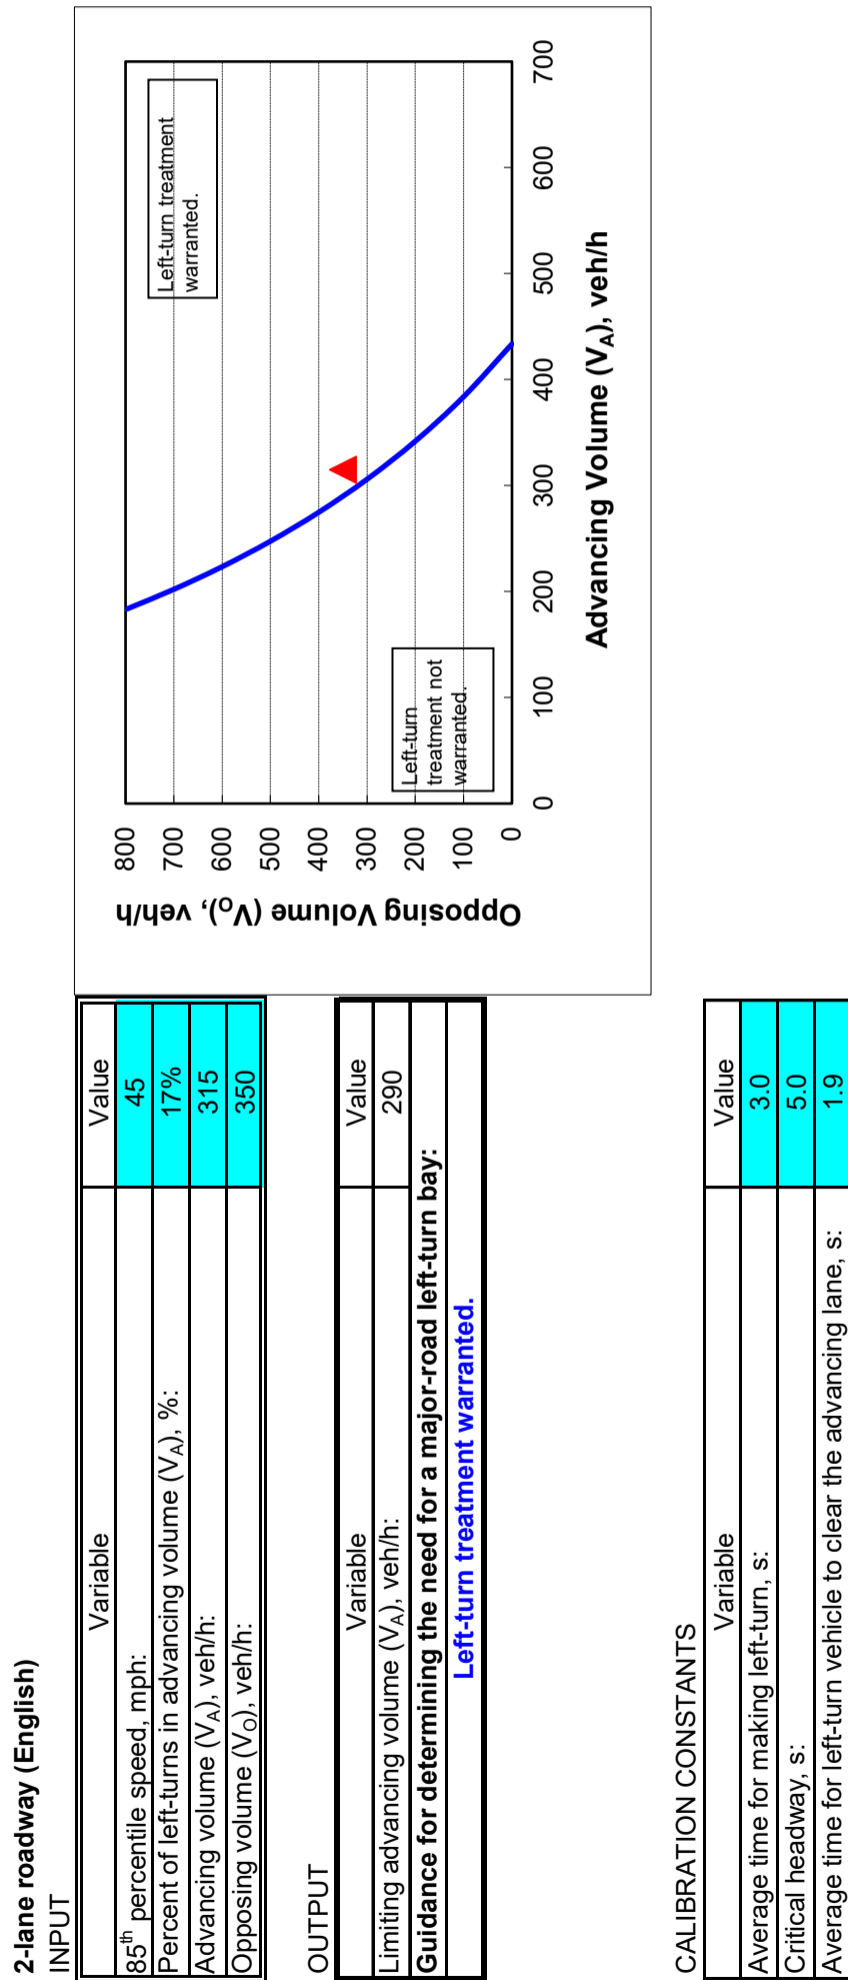 2-lane roadway (English)
INPUT
Variable Value
85th percentile speed, mph: 45
Percent of left-turns in advancing volume (VA), %: 17%
Advancing volume (VA), veh/h: 315
Opposing volume (VO), veh/h: 350
OUTPUT
Variable Value
Limiting advancing volume (VA), veh/h: 290
Guidance for determining the need for a major-road left-turn bay:
Left-turn treatment warranted.
CALIBRATION CONSTANTS
Variable Value
Average time for making left-turn, s: 3.0
Critical headway, s: 5.0
Average time for left-turn vehicle to clear the advancing lane, s: 1.9
Opposing Volume (VO), veh/h
800
700
600
500
400
300
200
100
0
Left-turn treatment
warranted.
Left-turn
treatment not
warranted.
0 100 200 300 400 500 600 700
Advancing Volume (VA), veh/h